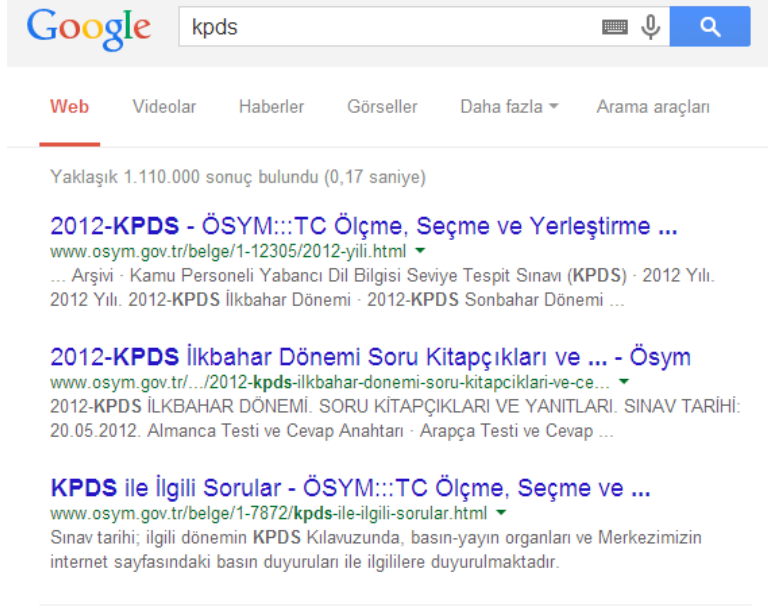 Google kpds
Web Videolar Haberler Görseller Daha fazla Arama araçları
Yaklaşık 1.110.000 sonuç bulundu (0,17 saniye)
2012-KPDS - ÖSYM:::TC Ölçme, Seçme ve Yerleştirme ...
www.osym.gov.tr/belge/1-12305/2012-yili.html
... Arşivi · Kamu Personeli Yabancı Dil Bilgisi Seviye Tespit Sınavı (KPDS) · 2012 Yılı.
2012 Yılı. 2012-KPDS İlkbahar Dönemi · 2012-KPDS Sonbahar Dönemi ...
2012-KPDS İlkbahar Dönemi Soru Kitapçıkları ve ... - Ösym
www.osym.gov.tr/.../2012-kpds-ilkbahar-donemi-soru-kitapciklari-ve-ce...
2012-KPDS İLKBAHAR DÖNEMİ. SORU KİTAPÇIKLARI VE YANITLARI. SINAV TARİHİ:
20.05.2012. Almanca Testi ve Cevap Anahtarı · Arapça Testi ve Cevap ...
KPDS ile İlgili Sorular - ÖSYM:::TC Ölçme, Seçme ve ...
www.osym.gov.tr/belge/1-7872/kpds-ile-ilgili-sorular.html
Sınav tarihi; ilgili dönemin KPDS Kılavuzunda, basın-yayın organları ve Merkezimizin
internet sayfasındaki basın duyuruları ile ilgililere duyurulmaktadır.